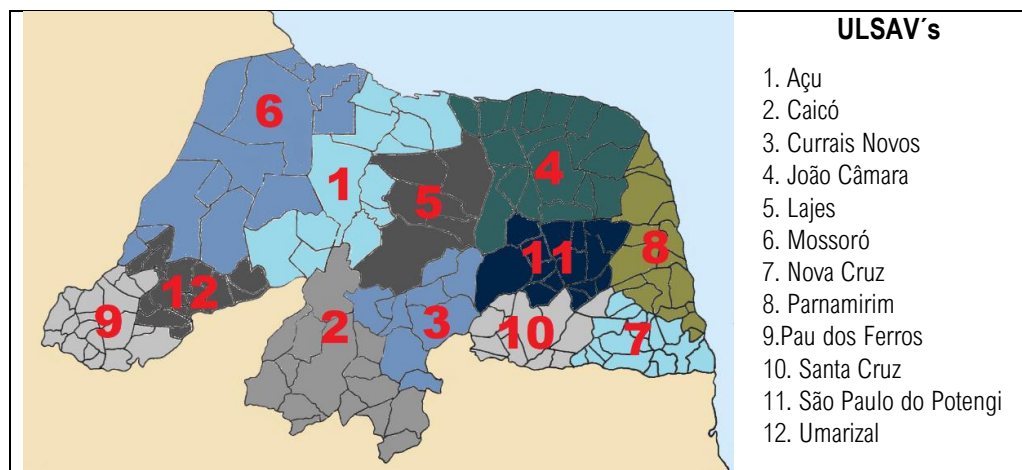 ULSAV´s
1. Açu
2. Caicó
3. Currais Novos
4. João Câmara
5. Lajes
6. Mossoró
7. Nova Cruz
8. Parnamirim
9.Pau dos Ferros
10. Santa Cruz
11. São Paulo do Potengi
12. Umarizal
6
1
5
4
11
8
12
9
2
3
10
7